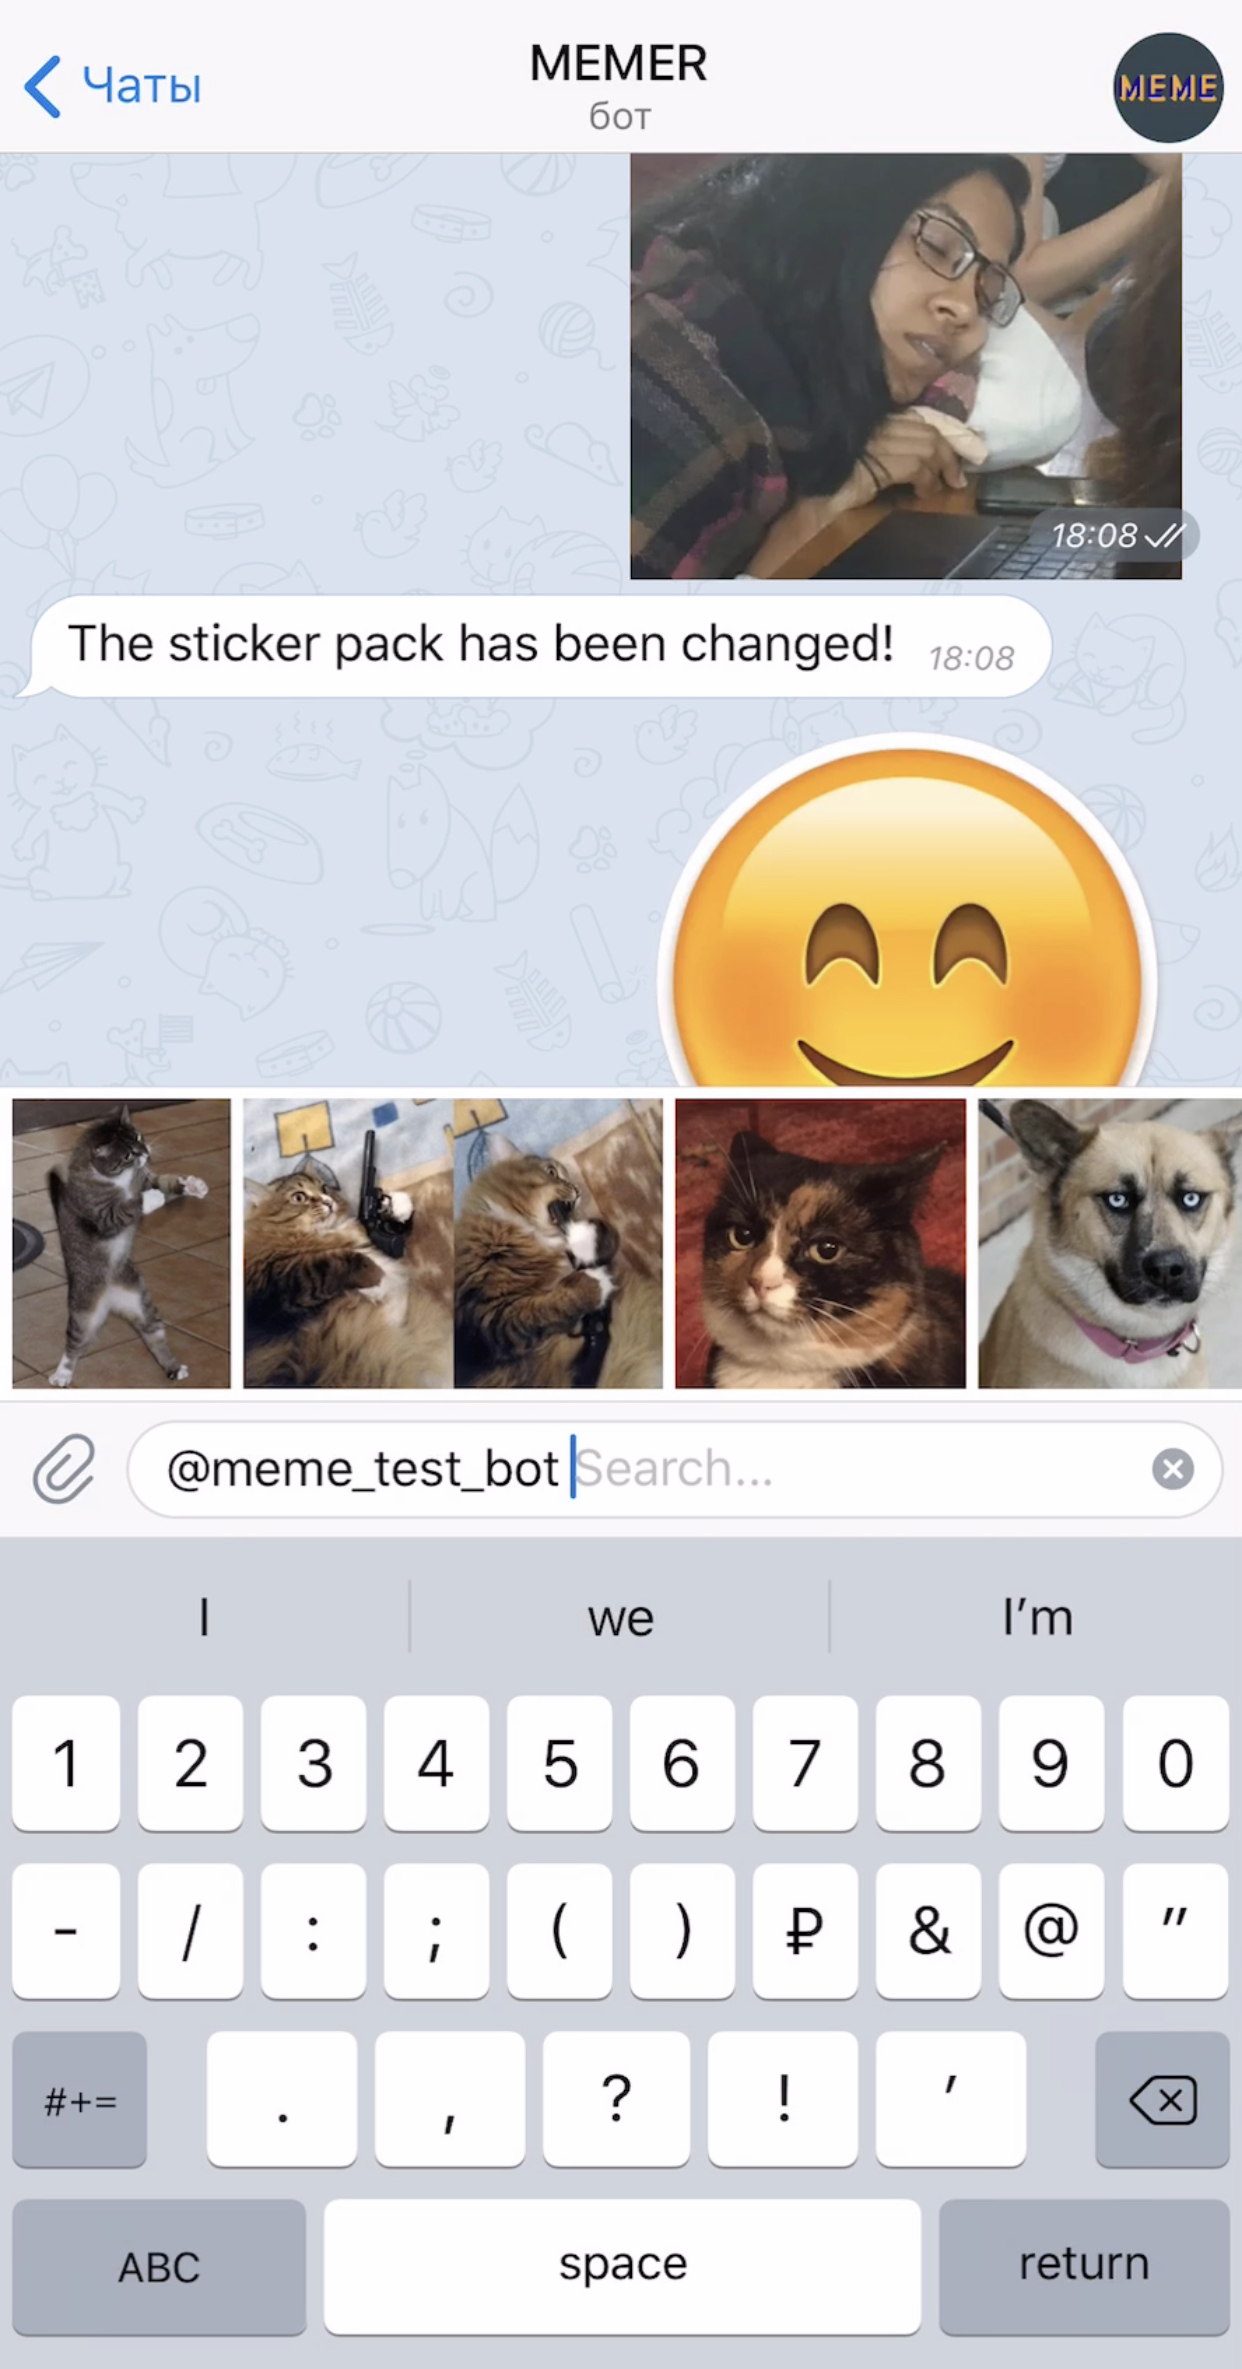 Чаты
MEMER
бот
MEME
18:08
The sticker pack has been changed! 18:08
@meme_test_bot Search...
I we I’m
1 2 3 4 5 6 7 8 9 0
- / : ; ( ) ₽ & @ "
#+= . , ? ! '
ABC space return